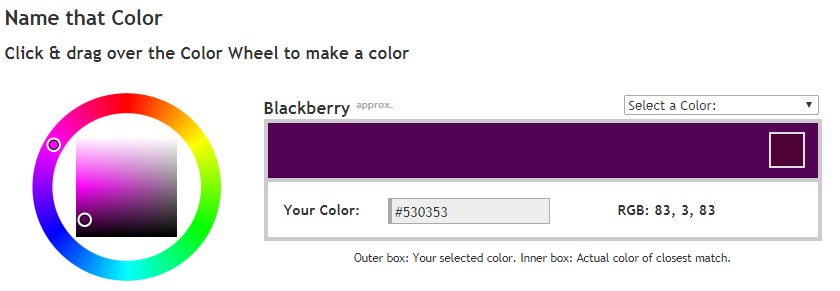 Name that Color
Click & drag over the Color Wheel to make a color
Blackberry approx.
Select a Color:
Your Color: #530353 RGB: 83, 3, 83
Outer box: Your selected color. Inner box: Actual color of closest match.